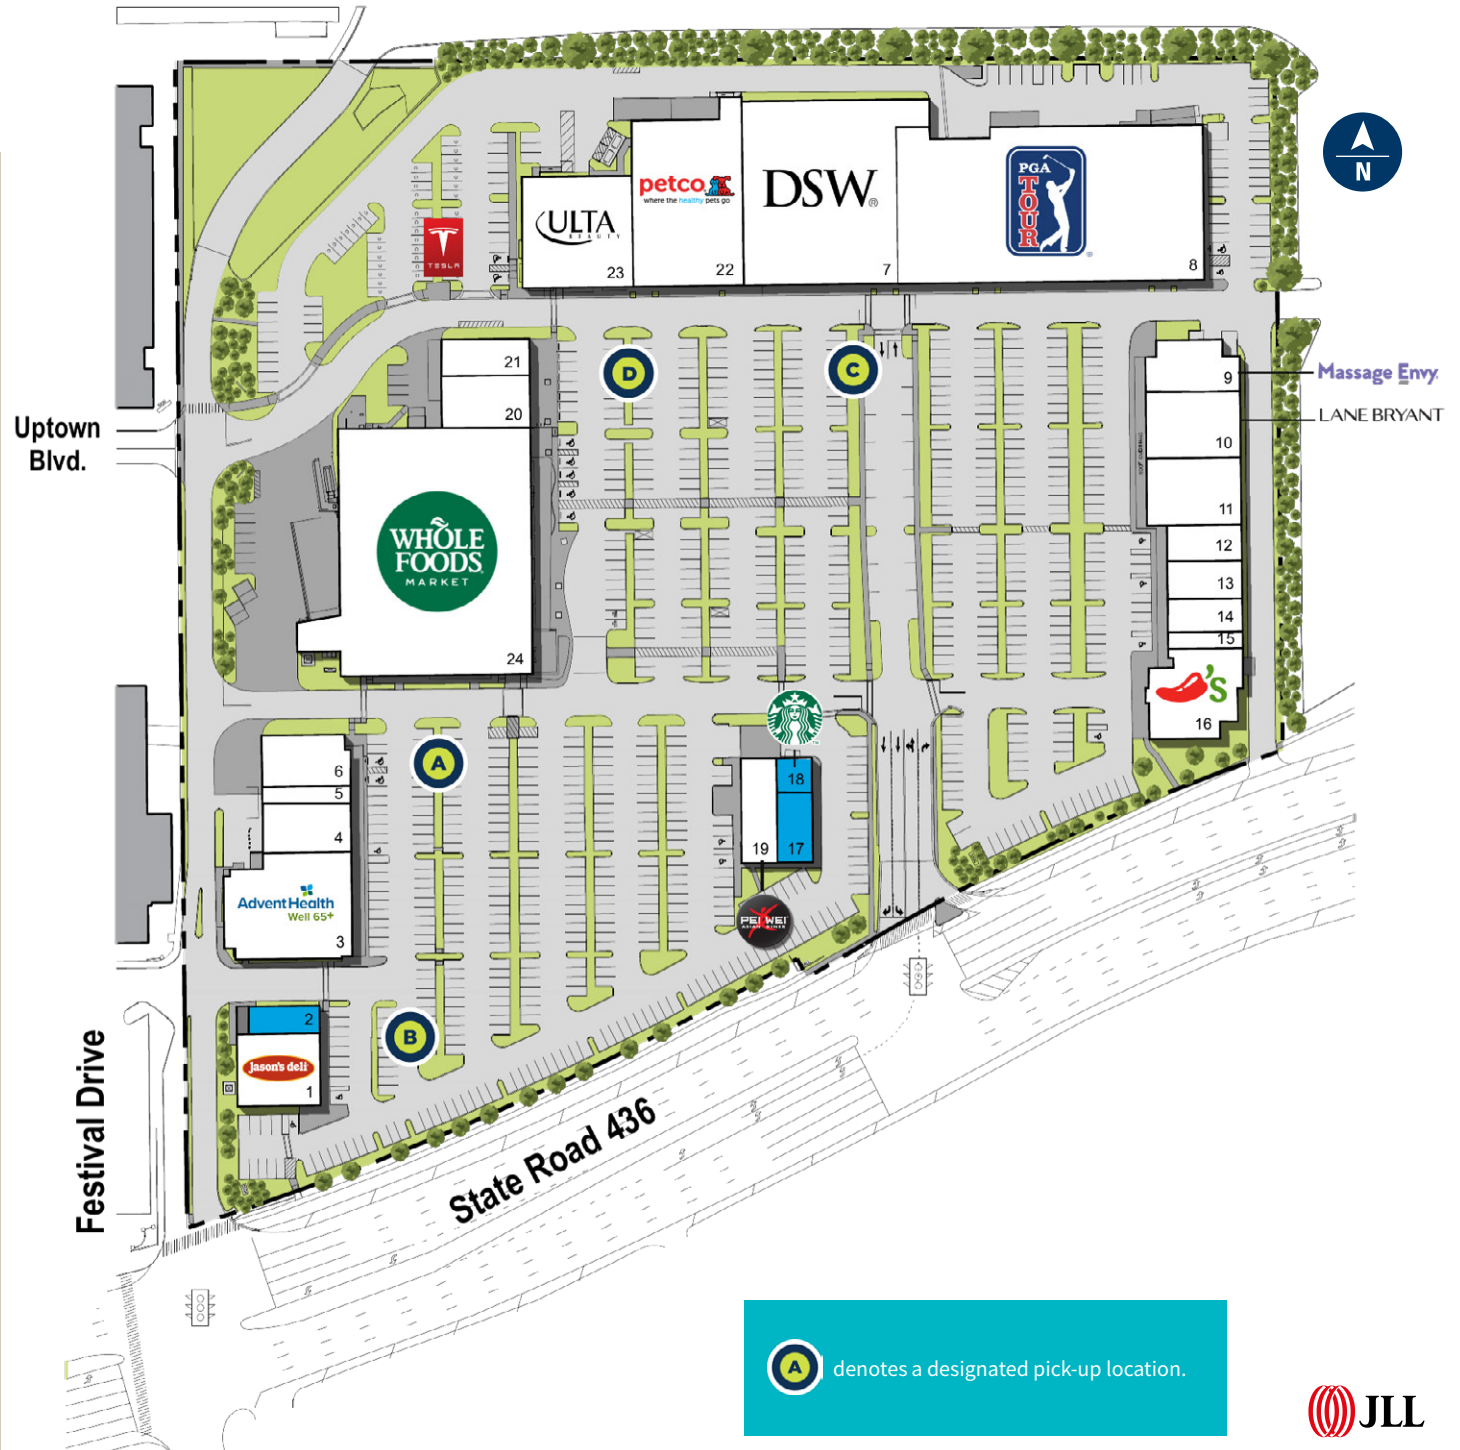 N
PGA
TOUR
®
8
DSW®
7
petco
where the healthy pets go
22
ULTA
BEAUTY
23
TESLA
21
20
D
C
9
Massage Envy
10
LANE BRYANT
11
12
13
14
15
'S
16
Uptown
Blvd.
WHOLE
FOODS
MARKET
24
A
6
5
4
AdventHealth
Well 65+
3
18
19
17
PEI WEI
ASIAN DINER
2
jason's deli
1
B
Festival Drive
State Road 436
A denotes a designated pick-up location.
JLL